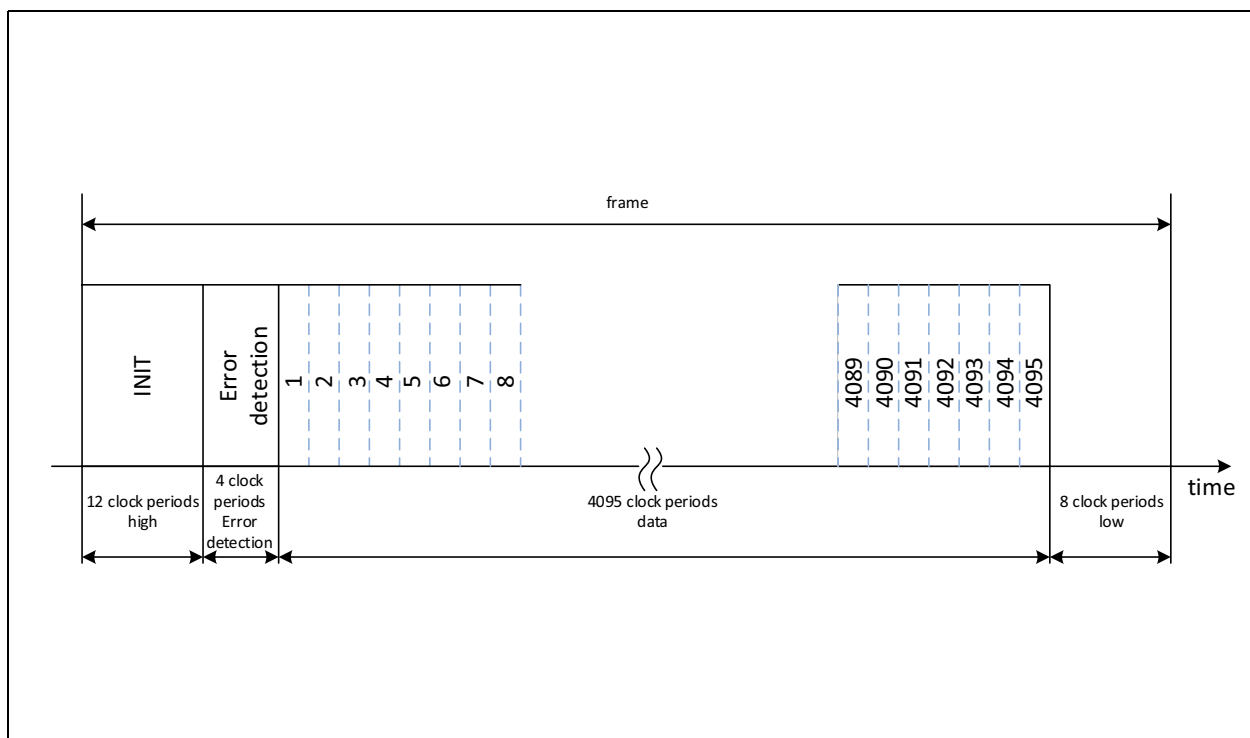 frame
INIT
Error
detection
1
2
3
4
5
6
7
8
4089
4090
4091
4092
4093
4094
4095
time
12 clock periods
high
4 clock
periods
Error
detection
4095 clock periods
data
8 clock periods
low